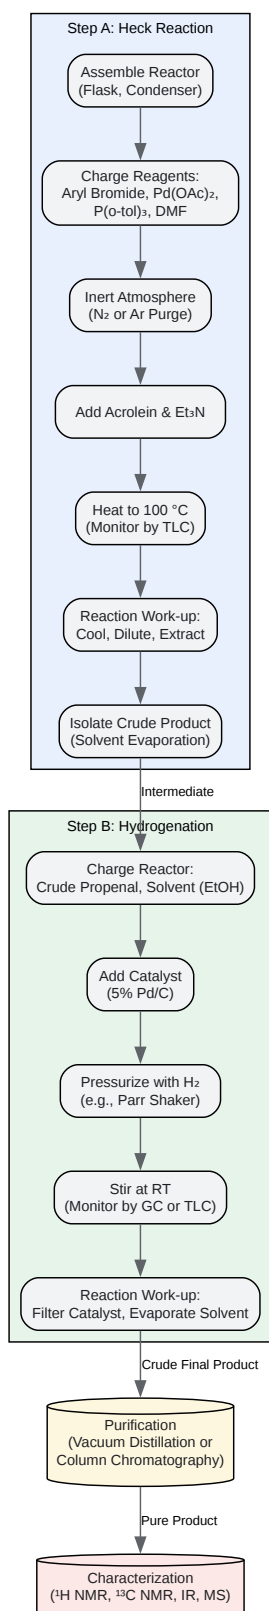 Step A: Heck Reaction
Assemble Reactor
(Flask, Condenser)
Charge Reagents:
Aryl Bromide, Pd(OAc)₂,
P(o-tol)₃, DMF
Inert Atmosphere
(N₂ or Ar Purge)
Add Acrolein & Et₃N
Heat to 100 °C
(Monitor by TLC)
Reaction Work-up:
Cool, Dilute, Extract
Isolate Crude Product
(Solvent Evaporation)
Intermediate
Step B: Hydrogenation
Charge Reactor:
Crude Propenal, Solvent (EtOH)
Add Catalyst
(5% Pd/C)
Pressurize with H₂
(e.g., Parr Shaker)
Stir at RT
(Monitor by GC or TLC)
Reaction Work-up:
Filter Catalyst, Evaporate Solvent
Crude Final Product
Purification
(Vacuum Distillation or
Column Chromatography)
Pure Product
Characterization
(¹H NMR, ¹³C NMR, IR, MS)